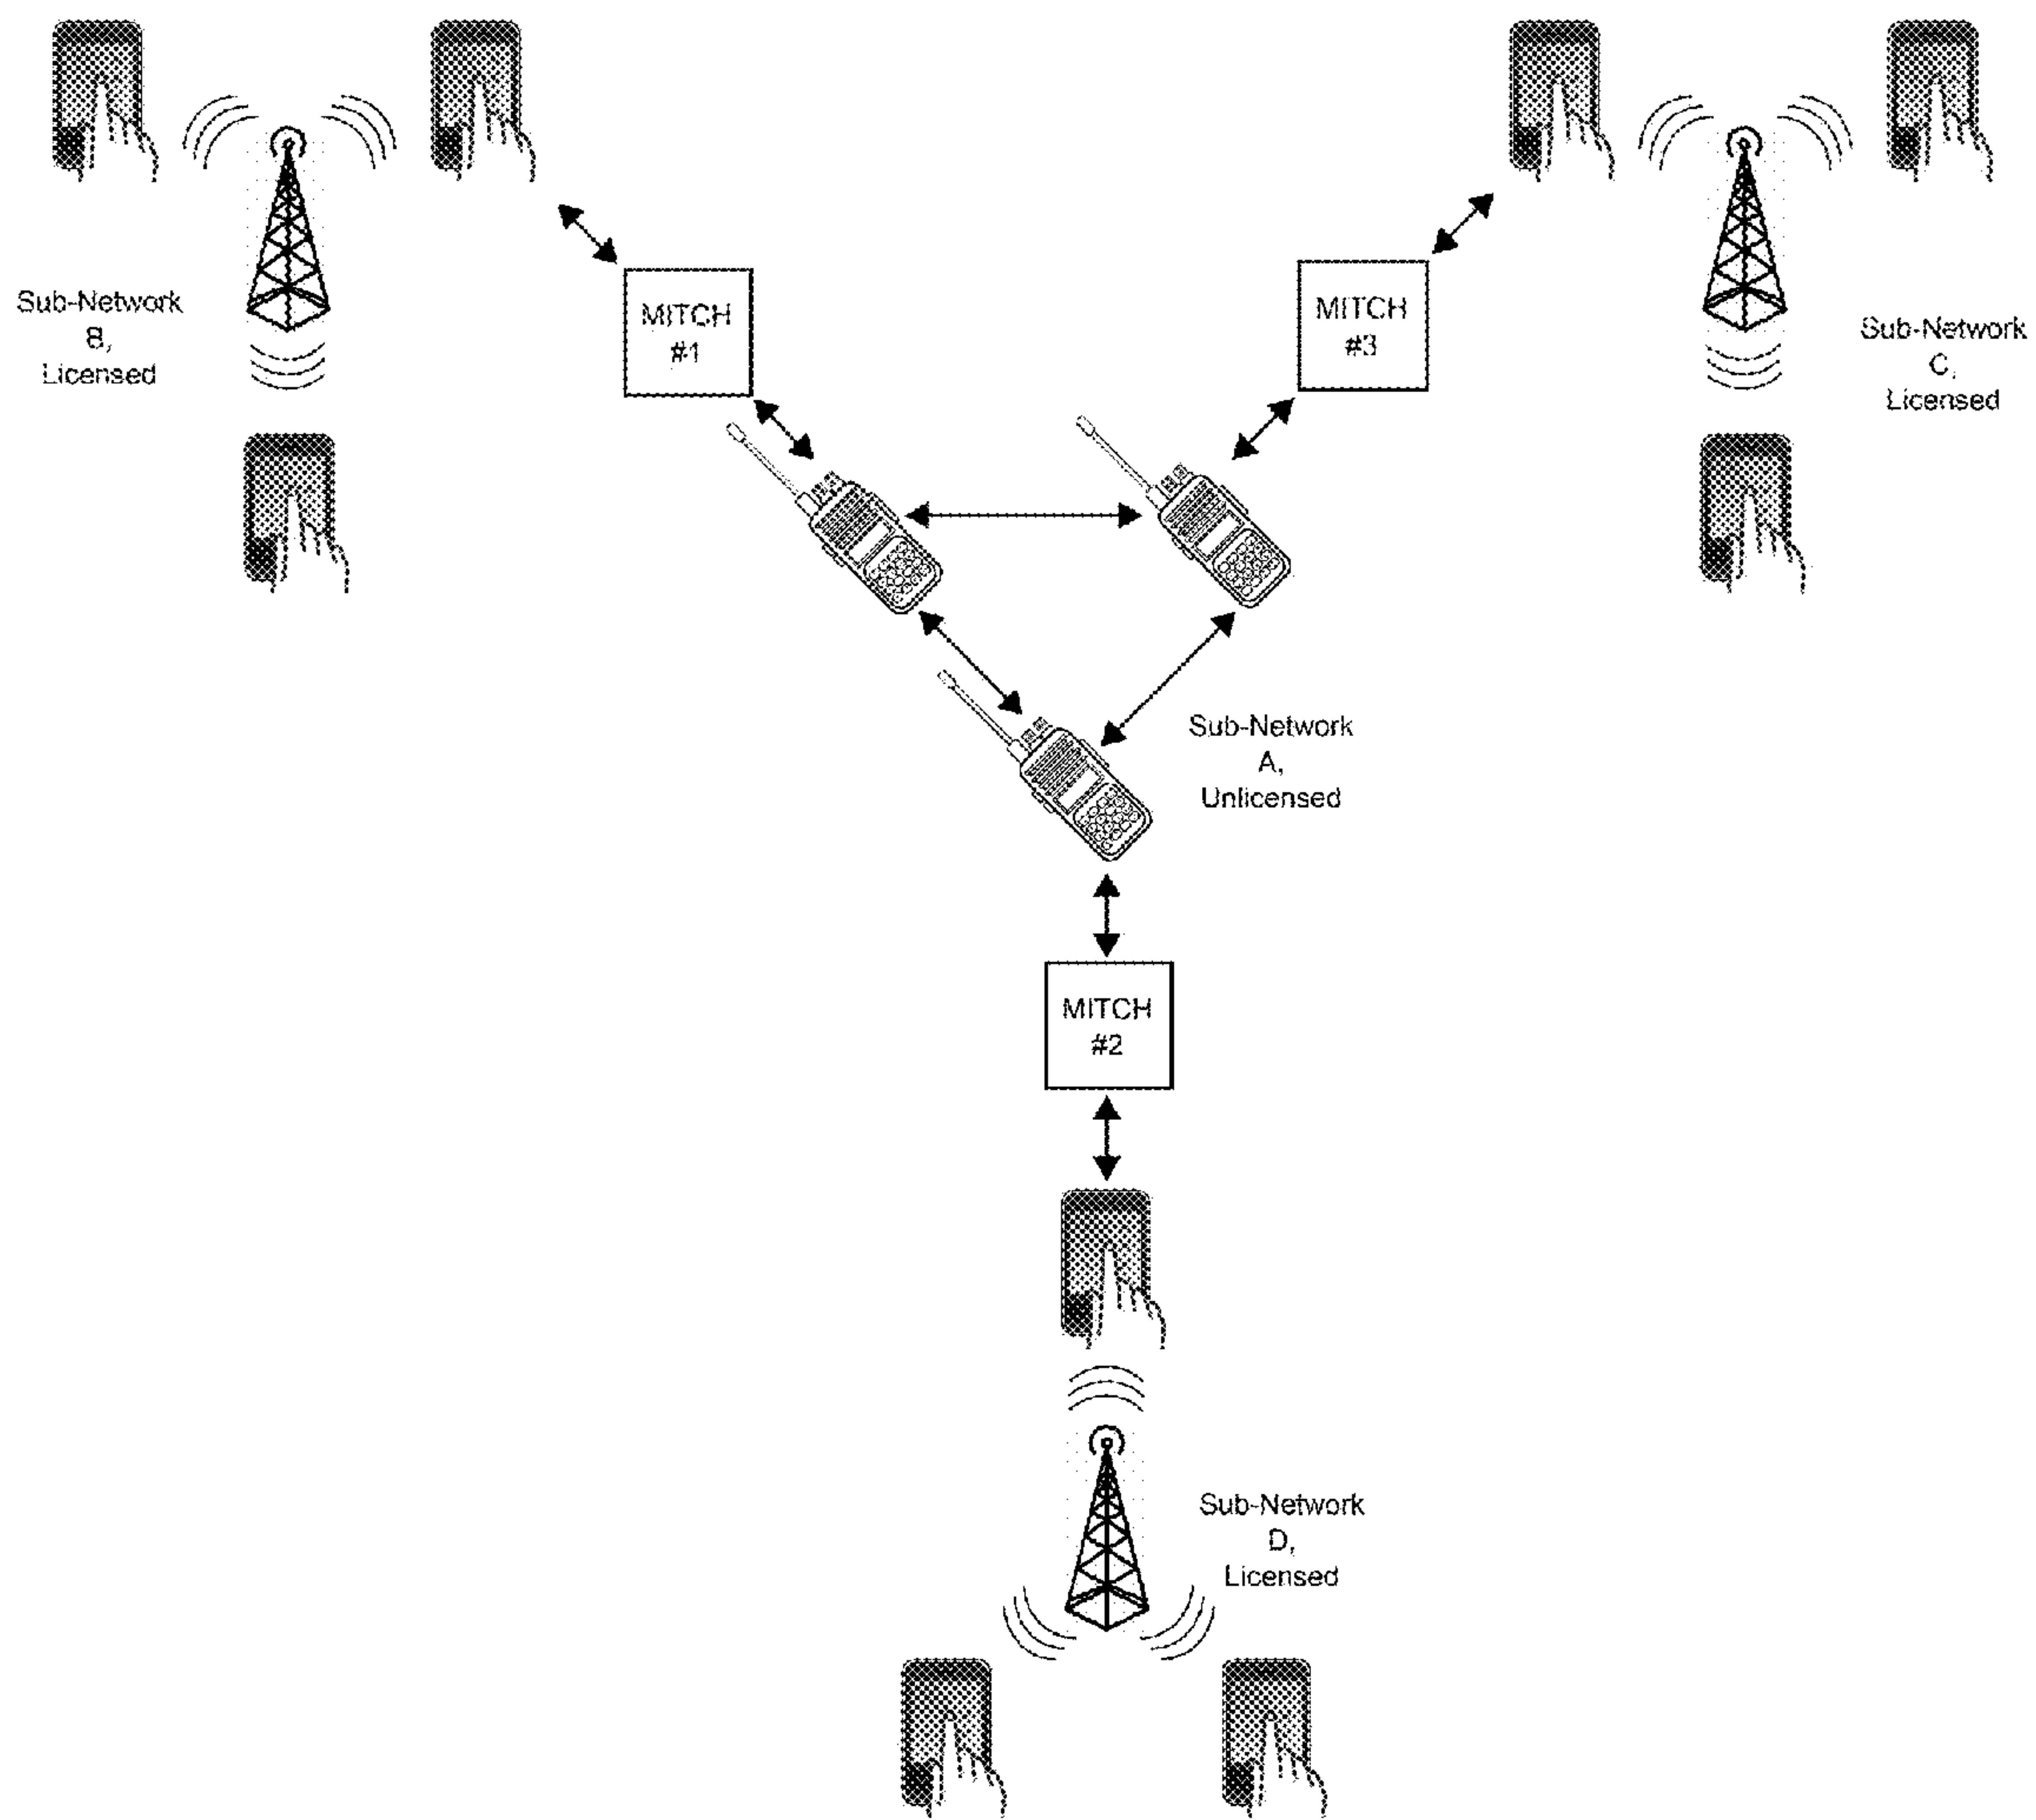 Sub-Network
B,
Licensed
MITCH
#1
MITCH
#3
Sub-Network
C,
Licensed
Sub-Network
A,
Unlicensed
MITCH
#2
Sub-Network
D,
Licensed